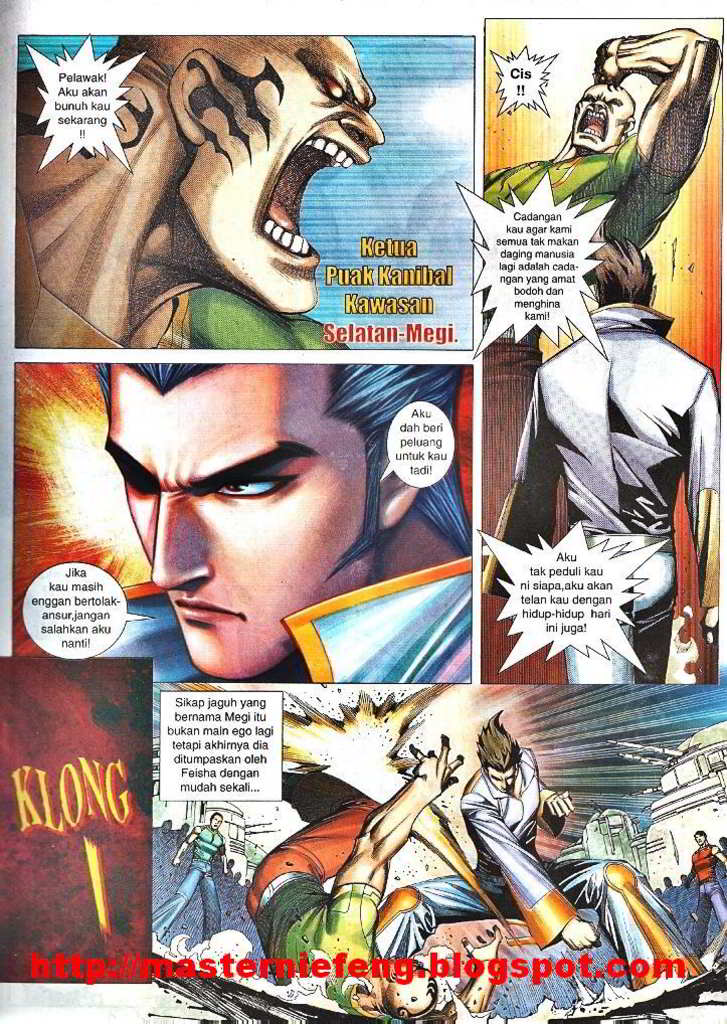 Pelawak!
Aku akan
bunuh kau
sekarang
!!
Ketua
Puak Kanibal
Kawasan
Selatan-Megi.
Cis
!!
Cadangan
kau agar kami
semua tak makan
daging manusia
lagi adalah cada-
ngan yang amat
bodoh dan
menghina
kami!
Aku
dah beri
peluang
untuk kau
tadi!
Jika
kau masih
enggan bertolak-
ansur,jangan
salahkan aku
nanti!
Aku
tak peduli kau
ni siapa,aku akan
telan kau dengan
hidup-hidup hari
ini juga!
Sikap jaguh yang
bernama Megi itu
bukan main ego lagi
tetapi akhirnya dia
ditumpaskan oleh
Feisha dengan
mudah sekali...
KLONG
!
http://masterniefeng.blogspot.com